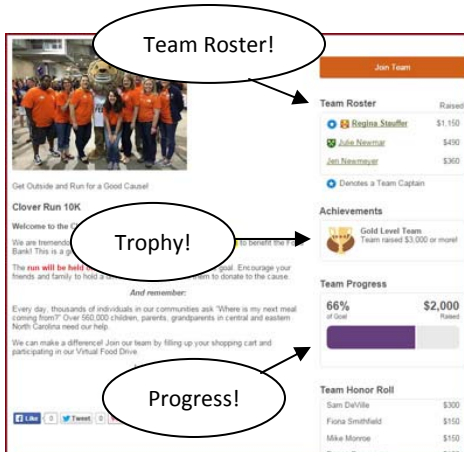 Team Roster!
Join Team
Team Roster Raised
Regina Steuffer $1,150
Julie Newmar $490
Jen Newmeyer $360
Denotes a Team Captain
Get Outside and Run for a Good Cause!
Clover Run 10K
Welcome to the Cl
We are tremendo to benefit the Foo
Bank! This is a g
The run will be held goal. Encourage your
friends and family to hold a them to donate to the cause.
And remember:
Every day, thousands of individuals in our communities ask "Where is my next meal
coming from?" Over 560,000 children, parents, grandparents in central and eastern
North Carolina need our help.
We can make a difference! Join our team by filling up your shopping cart and
participating in our Virtual Food Drive.
Trophy!
Achievements
Gold Level Team
Team raised $3,000 or more!
Team Progress
66% $2,000
of Goal Raised
Progress!
Like 0 Tweet 0
Team Honor Roll
Sam DeVille $300
Fiona Smithfield $150
Mike Monroe $150